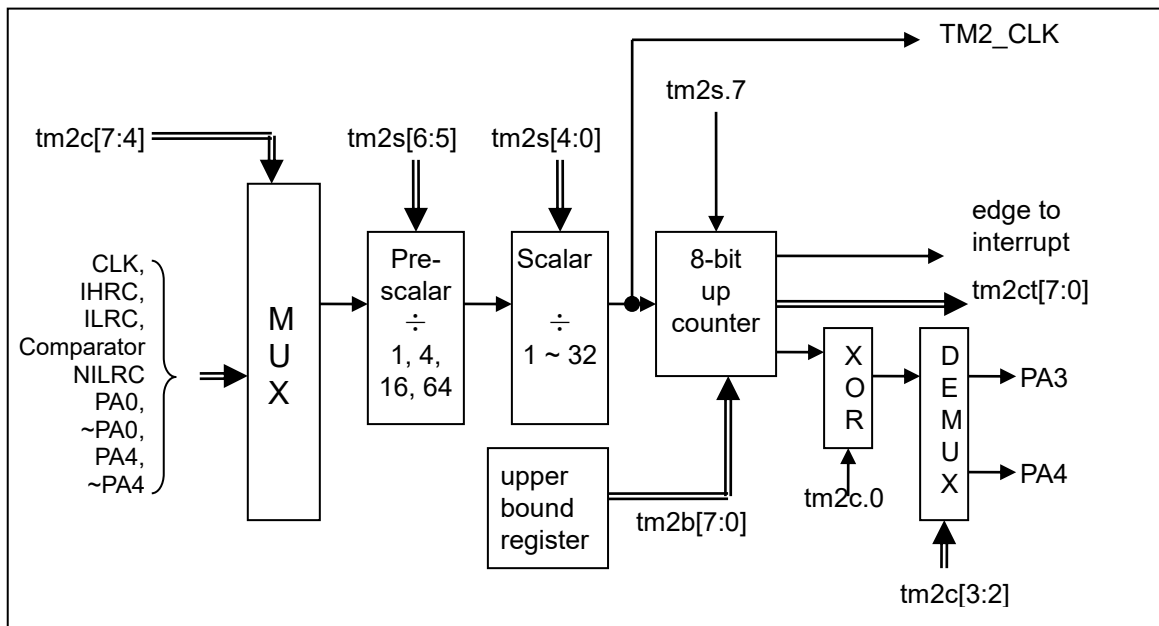 TM2_CLK
tm2s.7
tm2c[7:4]
tm2s[6:5]
tm2s[4:0]
edge to
interrupt
tm2ct[7:0]
CLK,
IHRC,
ILRC,
Comparator
NILRC
PA0,
~PA0,
PA4,
~PA4
M
U
X
Pre-
scalar
÷
1, 4,
16, 64
Scalar
÷
1 ~ 32
8-bit
up
counter
X
O
R
D
E
M
U
X
PA3
PA4
upper
bound
register
tm2b[7:0]
tm2c.0
tm2c[3:2]